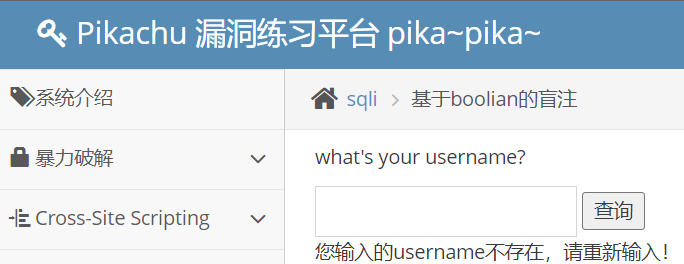 Pikachu 漏洞练习平台 pika~pika~
系统介绍
暴力破解
Cross-Site Scripting
sqli > 基于boolian的盲注
what's your username?
查询
您输入的username不存在，请重新输入！